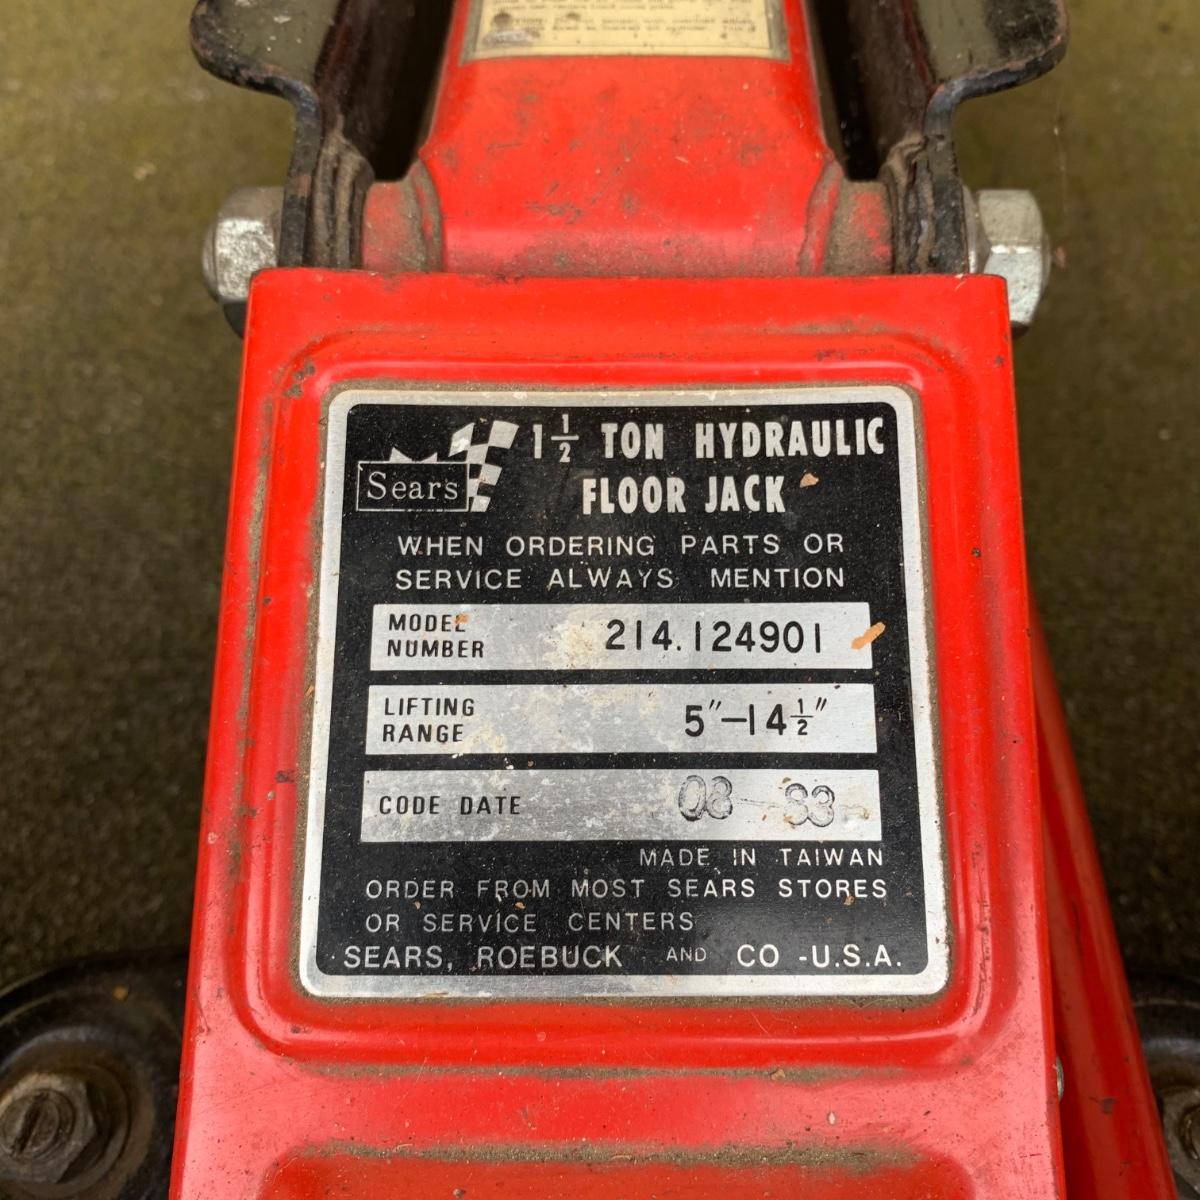 Sears
1 1/2 TON HYDRAULIC
FLOOR JACK
WHEN ORDERING PARTS OR
SERVICE ALWAYS MENTION
MODEL
NUMBER
214.124901
LIFTING
RANGE
5"–14 1/2"
CODE DATE
08 83
MADE IN TAIWAN
ORDER FROM MOST SEARS STORES
OR SERVICE CENTERS
SEARS, ROEBUCK AND CO -U.S.A.